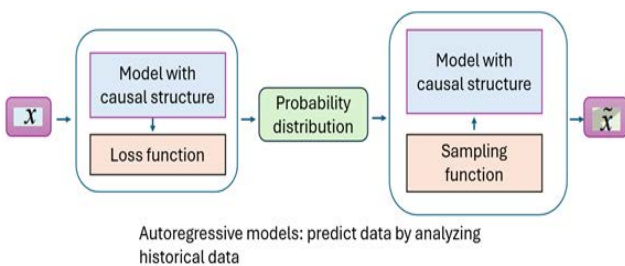 x
Model with
causal structure
Loss function
Probability
distribution
Model with
causal structure
Sampling
function
x̃
Autoregressive models: predict data by analyzing
historical data